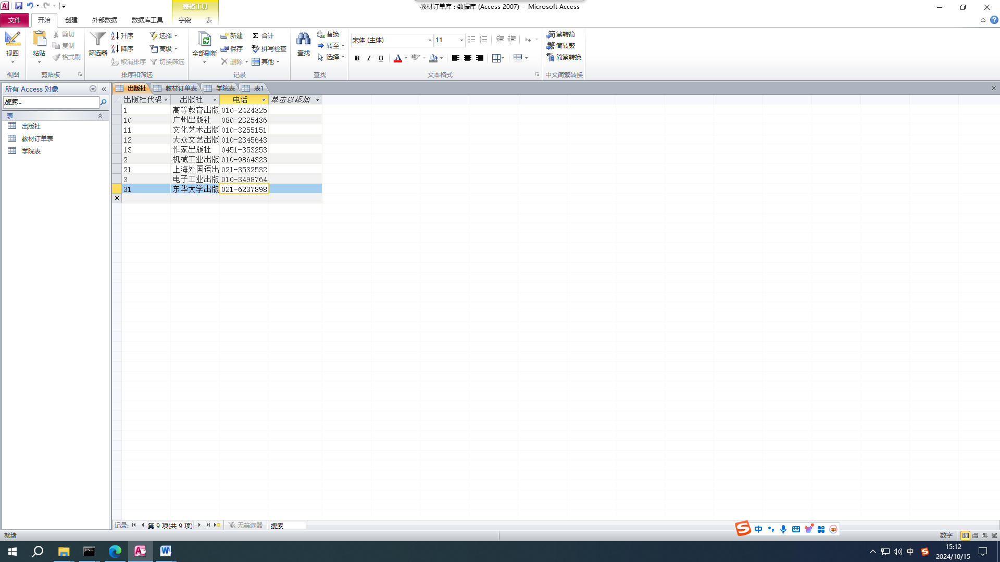 教材订单库 : 数据库 (Access 2007) - Microsoft Access
表格工具
文件 开始 创建 外部数据 数据库工具 字段 表
视图 粘贴 剪切 复制 格式刷
筛选器 升序 降序 取消排序 选择 高级 切换筛选
全部刷新 新建 保存 删除 合计 拼写检查 其他
查找 替换 转至 选择
宋体 (主体) 11
B I U A
繁转简 简转繁 简繁转换
视图 剪贴板 排序和筛选 记录 查找 文本格式 中文简繁转换
所有 Access 对象
搜索...
表
出版社
教材订单表
学院表
出版社 教材订单表 学院表 表1
出版社代码 出版社 电话 单击以添加
1 高等教育出版 010-2424325
10 广州出版社 080-2325436
11 文化艺术出版 010-3255151
12 大众文艺出版 010-2345643
13 作家出版社 0451-353253
2 机械工业出版 010-9864323
21 上海外国语出 021-3532532
3 电子工业出版 010-3498764
31 东华大学出版 021-6237898
记录: 第 9 项(共 9 项) 无筛选器 搜索
就绪 数字
中
中
15:12
2024/10/15